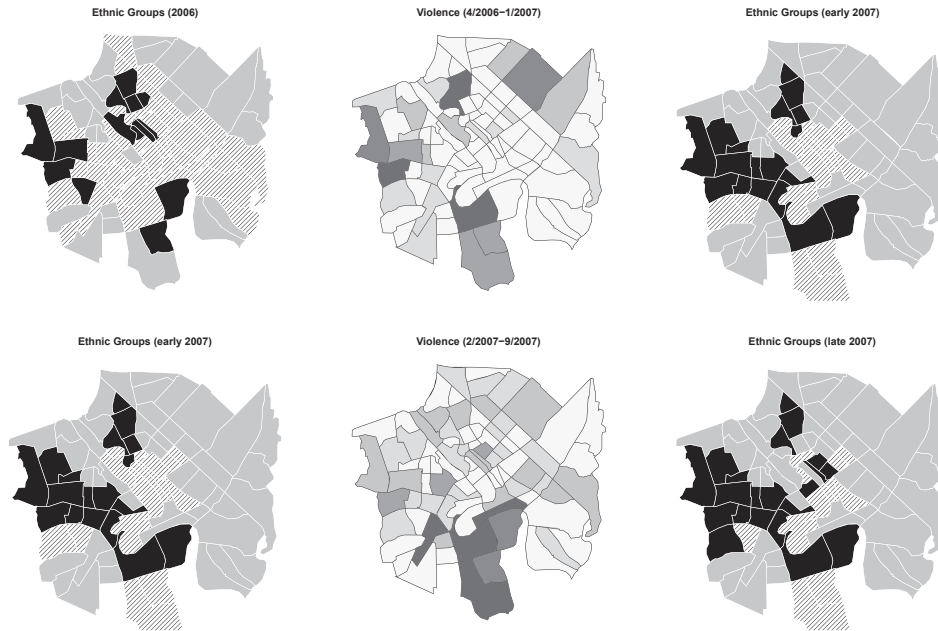 Ethnic Groups (2006)
Violence (4/2006−1/2007)
Ethnic Groups (early 2007)
Ethnic Groups (early 2007)
Violence (2/2007−9/2007)
Ethnic Groups (late 2007)